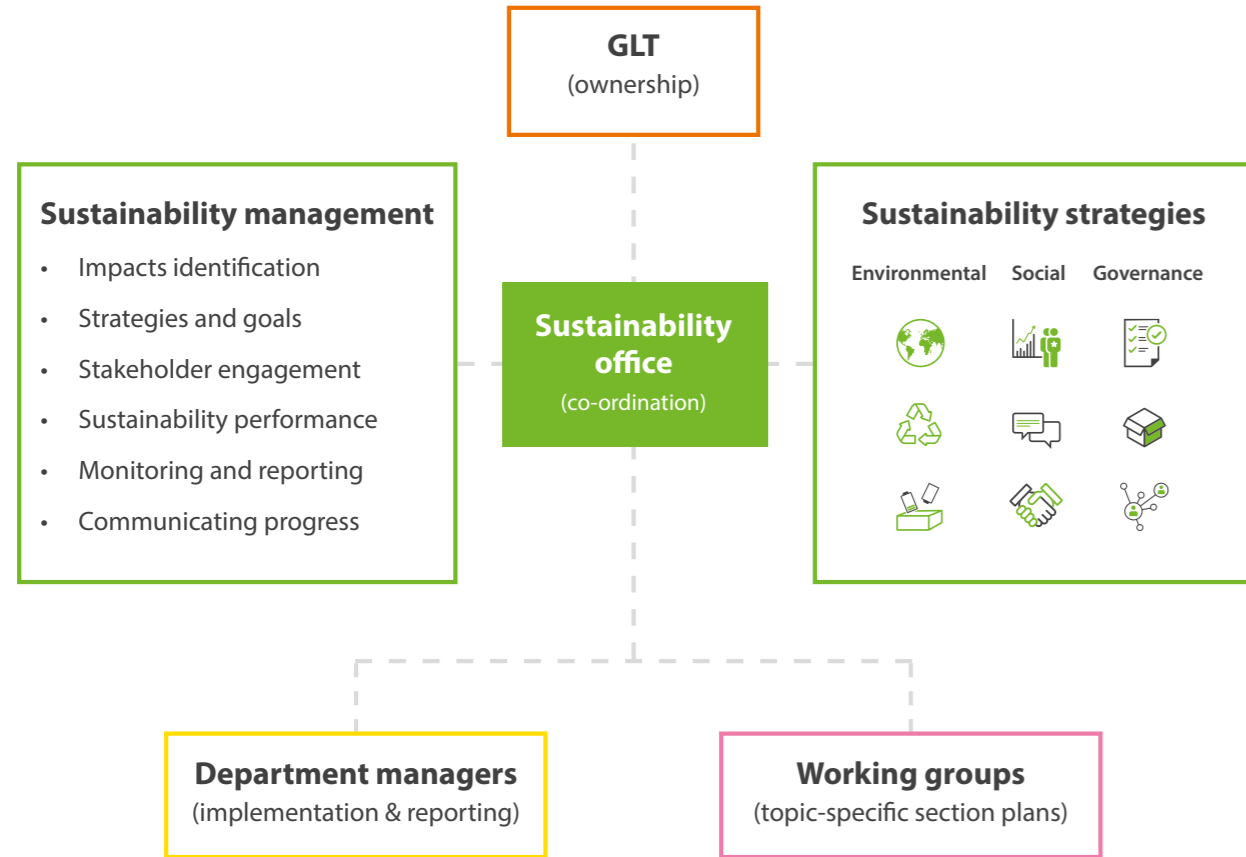 GLT
(ownership)
Sustainability management
• Impacts identification
• Strategies and goals
• Stakeholder engagement
• Sustainability performance
• Monitoring and reporting
• Communicating progress
Sustainability
office
(co-ordination)
Sustainability strategies
Environmental Social Governance
Department managers
(implementation & reporting)
Working groups
(topic-specific section plans)